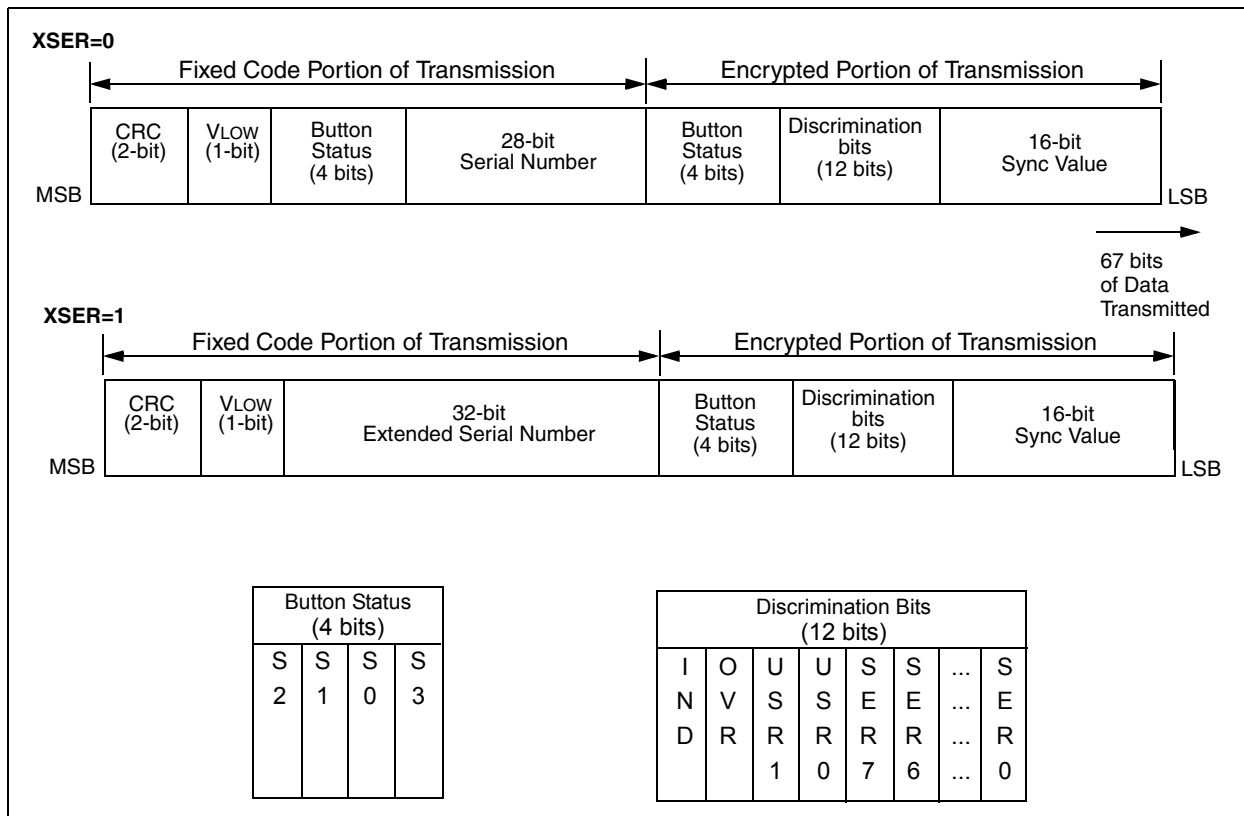 XSER=0
Fixed Code Portion of Transmission
Encrypted Portion of Transmission
CRC
(2-bit)
VLOW
(1-bit)
Button
Status
(4 bits)
28-bit
Serial Number
Button
Status
(4 bits)
Discrimination
bits
(12 bits)
16-bit
Sync Value
MSB
LSB
67 bits
of Data
Transmitted
XSER=1
Fixed Code Portion of Transmission
Encrypted Portion of Transmission
CRC
(2-bit)
VLOW
(1-bit)
32-bit
Extended Serial Number
Button
Status
(4 bits)
Discrimination
bits
(12 bits)
16-bit
Sync Value
MSB
LSB
Button Status
(4 bits)
S S S S
2 1 0 3
Discrimination Bits
(12 bits)
I O U U S S ... S
N V S S E E ... E
D R R R R R ... R
1 0 7 6 ... 0